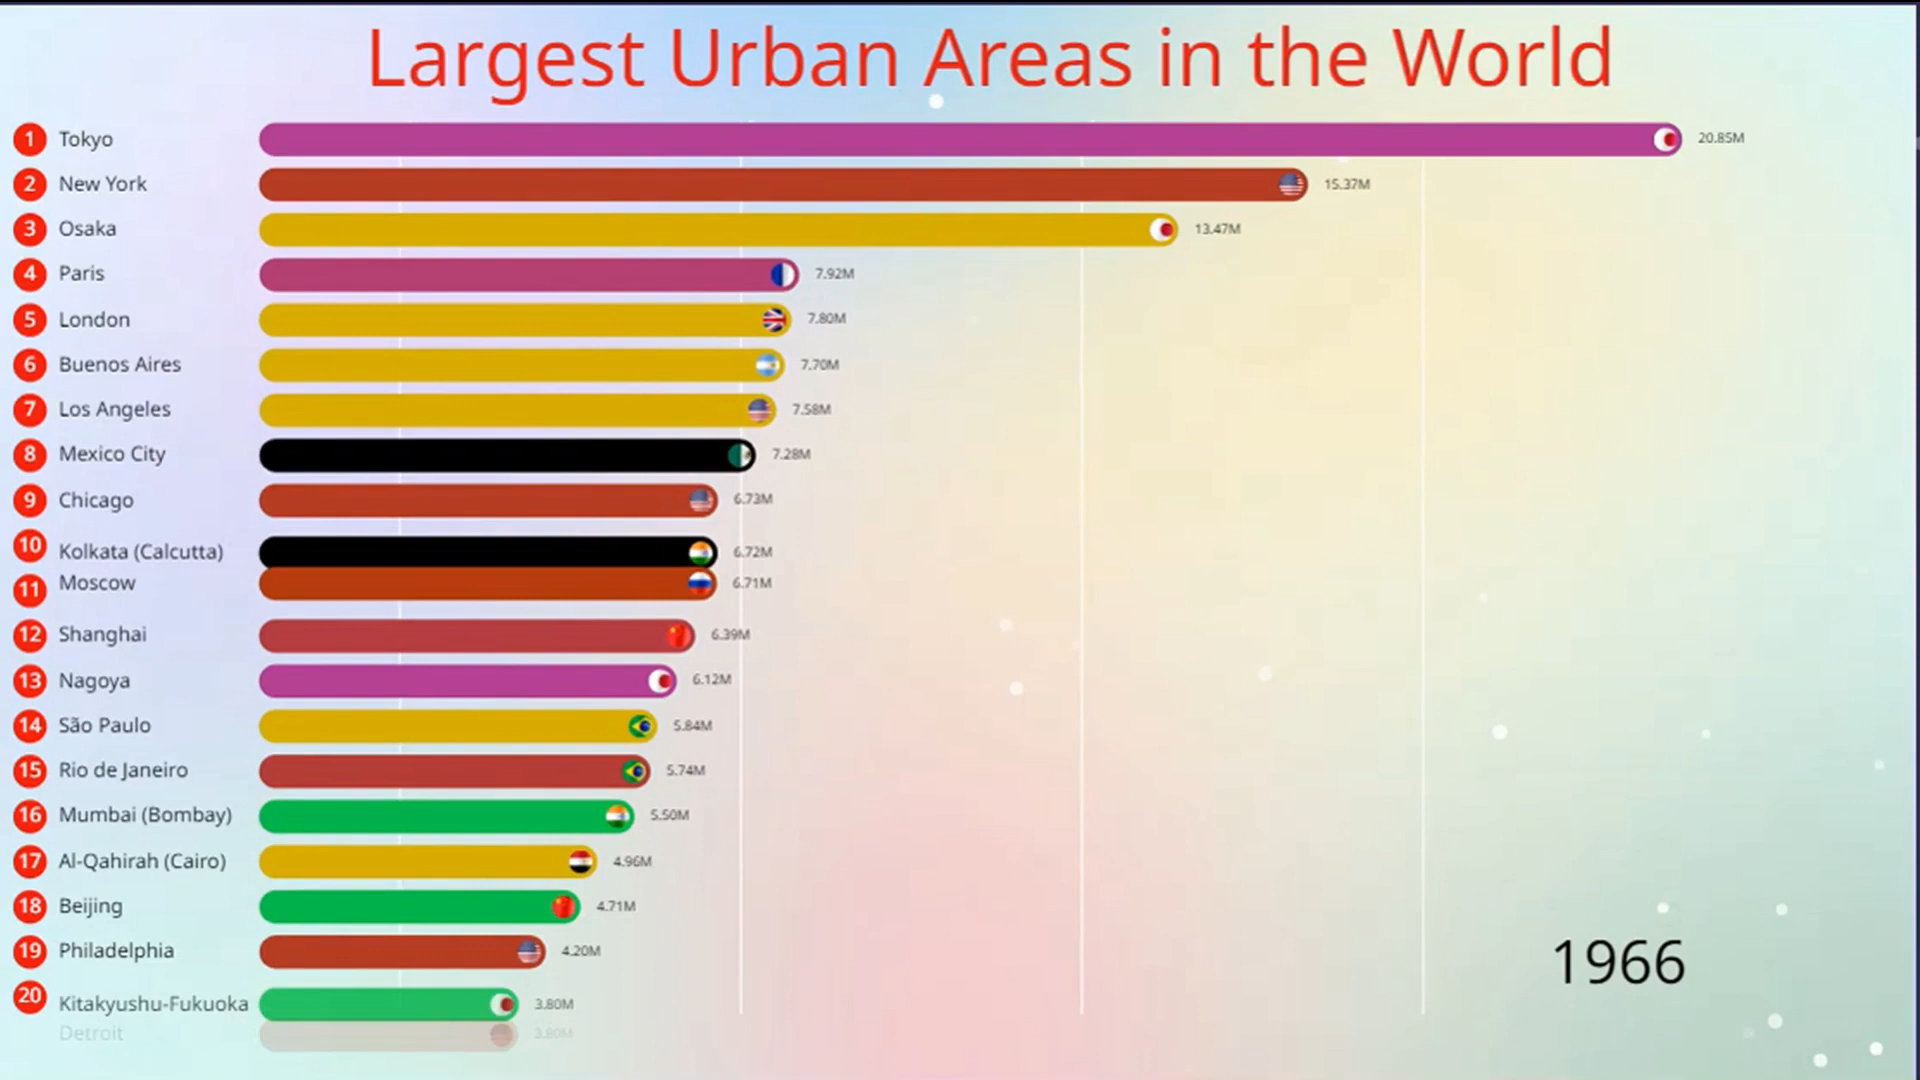 Largest Urban Areas in the World
1 Tokyo 20.85M
2 New York 15.37M
3 Osaka 13.47M
4 Paris 7.92M
5 London 7.80M
6 Buenos Aires 7.70M
7 Los Angeles 7.58M
8 Mexico City 7.28M
9 Chicago 6.73M
10 Kolkata (Calcutta) 6.72M
11 Moscow 6.71M
12 Shanghai 6.39M
13 Nagoya 6.12M
14 São Paulo 5.84M
15 Rio de Janeiro 5.74M
16 Mumbai (Bombay) 5.50M
17 Al-Qahirah (Cairo) 4.96M
18 Beijing 4.71M
19 Philadelphia 4.20M
1966
20 Kitakyushu-Fukuoka 3.80M
Detroit 3.80M